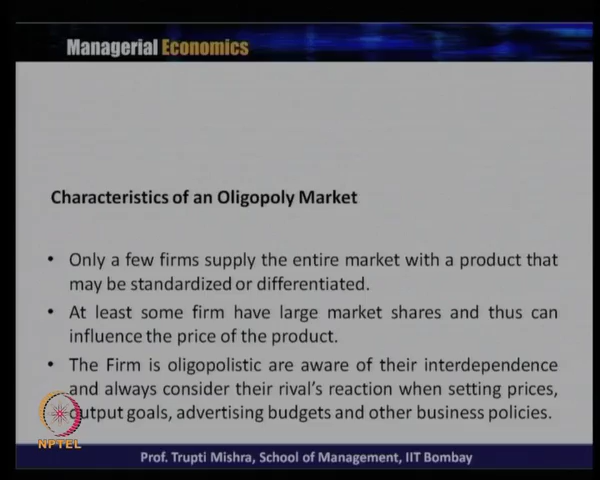 Managerial Economics
Characteristics of an Oligopoly Market
• Only a few firms supply the entire market with a product that
may be standardized or differentiated.
• At least some firm have large market shares and thus can
influence the price of the product.
• The Firm is oligopolistic are aware of their interdependence
and always consider their rival's reaction when setting prices,
output goals, advertising budgets and other business policies.
NPTEL
Prof. Trupti Mishra, School of Management, IIT Bombay